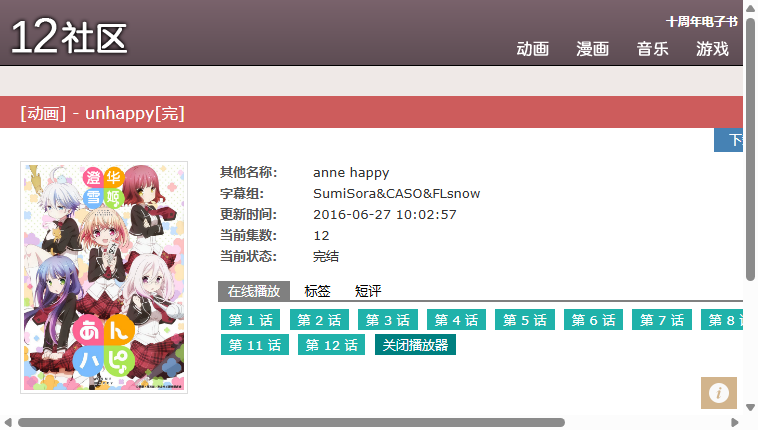 12社区
十周年电子书
动画 漫画 音乐 游戏
[动画] - unhappy[完]
澄华
雪姬
あん
ハピ
其他名称: anne happy
字幕组: SumiSora&CASO&FLsnow
更新时间: 2016-06-27 10:02:57
当前集数: 12
当前状态: 完结
在线播放 标签 短评
第 1 话 第 2 话 第 3 话 第 4 话 第 5 话 第 6 话 第 7 话 第 8
第 11 话 第 12 话 关闭播放器